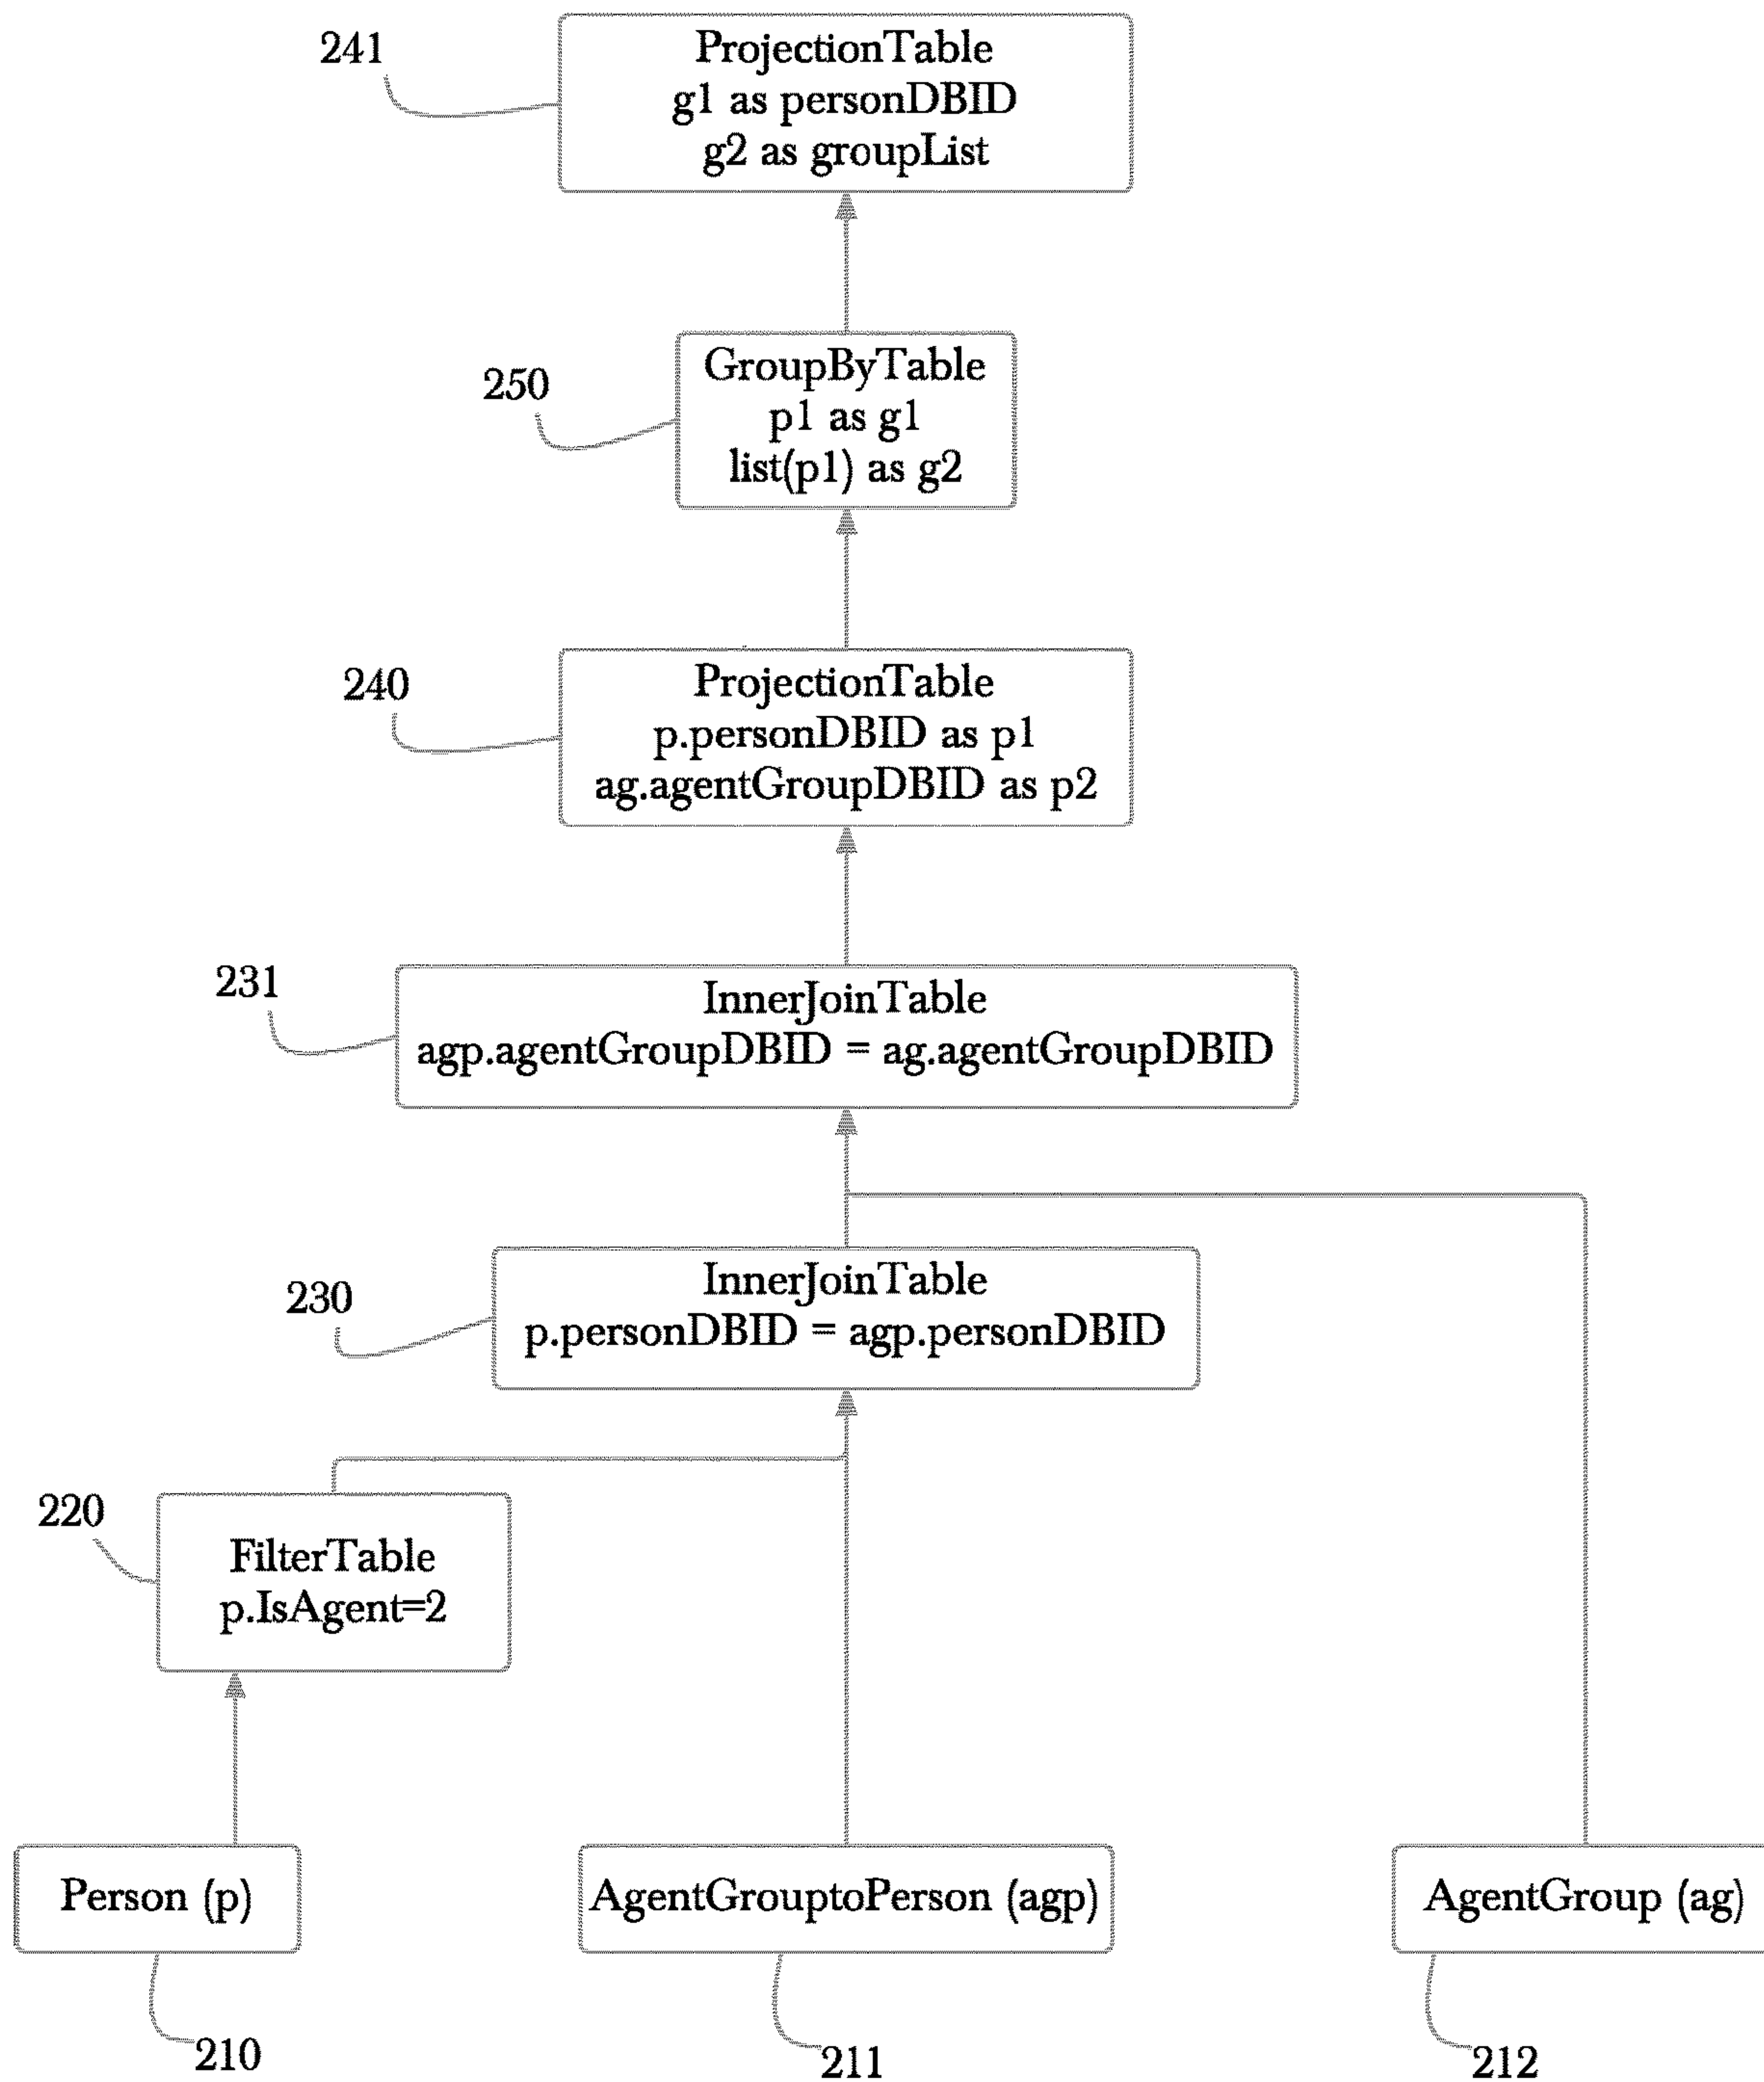 241
ProjectionTable
g1 as personDBID
g2 as groupList
250
GroupByTable
p1 as g1
list(p1) as g2
240
ProjectionTable
p.personDBID as p1
ag.agentGroupDBID as p2
231
InnerJoinTable
agp.agentGroupDBID = ag.agentGroupDBID
230
InnerJoinTable
p.personDBID = agp.personDBID
220
FilterTable
p.IsAgent=2
Person (p)
AgentGrouptoPerson (agp)
AgentGroup (ag)
210
211
212